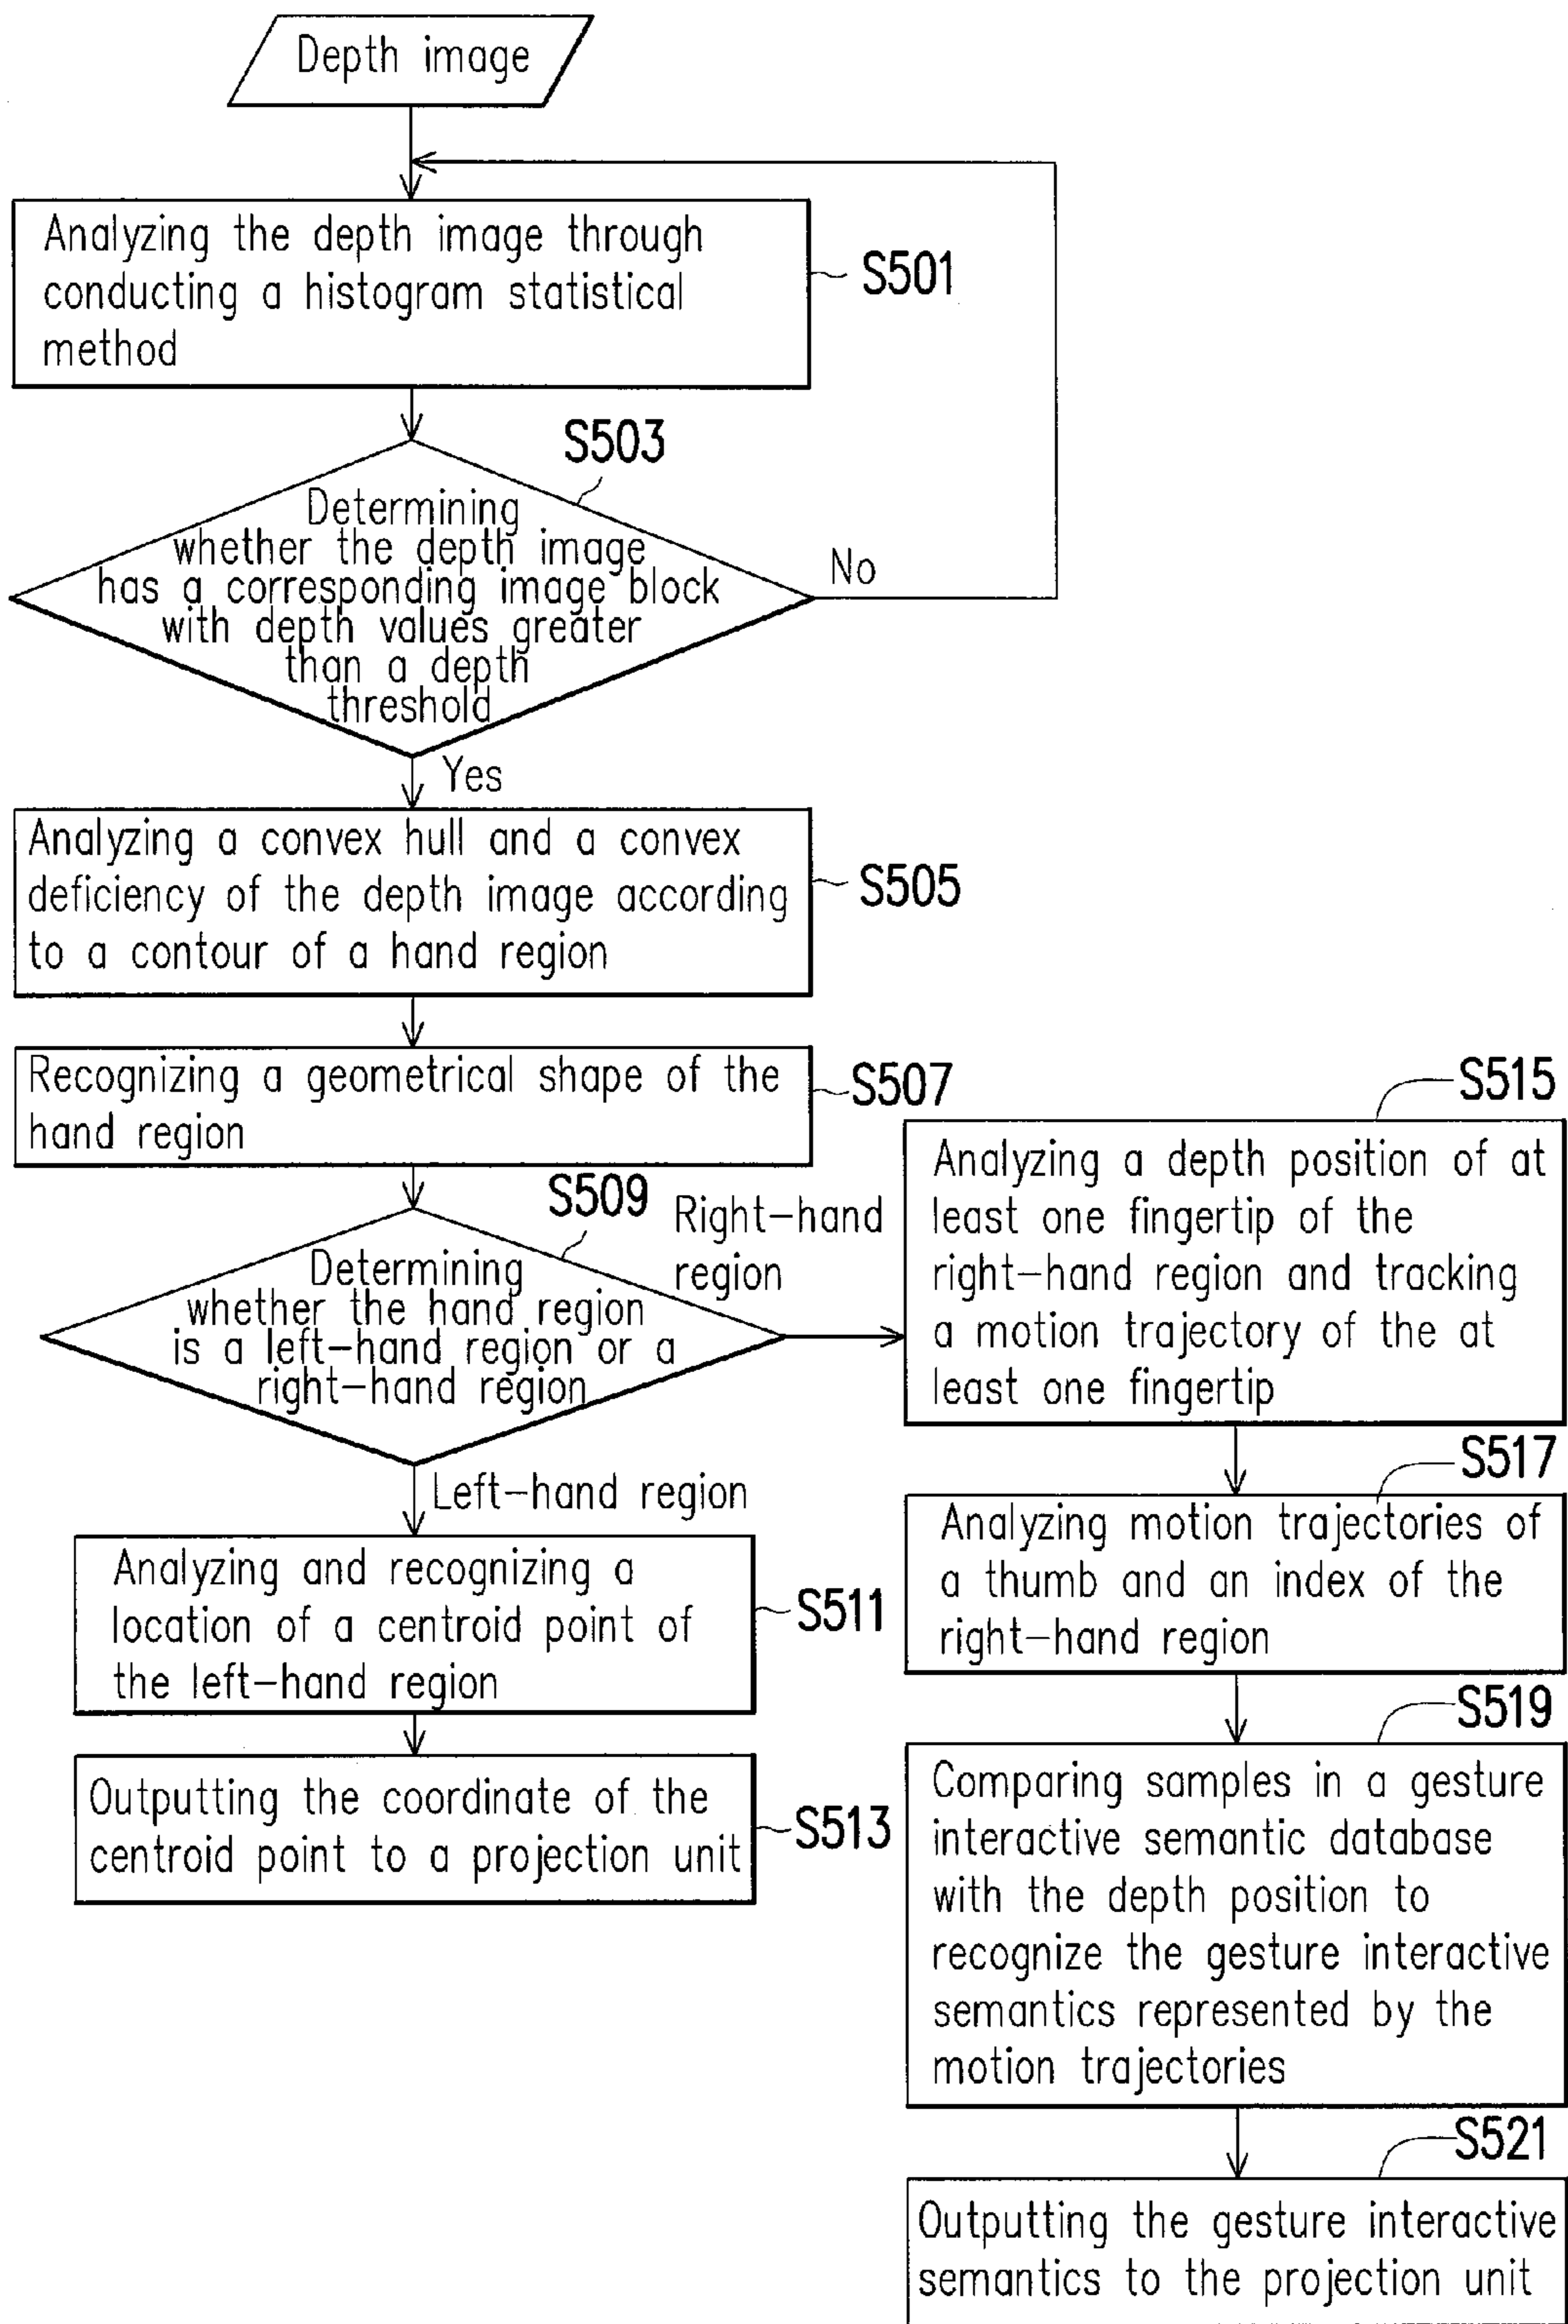 Depth image
Analyzing the depth image through
conducting a histogram statistical
method
S501
S503
Determining
whether the depth image
has a corresponding image block
with depth values greater
than a depth
threshold
No
Yes
Analyzing a convex hull and a convex
deficiency of the depth image according
to a contour of a hand region
S505
Recognizing a geometrical shape of the
hand region
S507
S509
Determining
whether the hand region
is a left-hand region or a
right-hand region
Right-hand
region
Left-hand region
Analyzing and recognizing a
location of a centroid point of
the left-hand region
S511
Outputting the coordinate of the
centroid point to a projection unit
S513
S515
Analyzing a depth position of at
least one fingertip of the
right-hand region and tracking
a motion trajectory of the at
least one fingertip
S517
Analyzing motion trajectories of
a thumb and an index of the
right-hand region
S519
Comparing samples in a gesture
interactive semantic database
with the depth position to
recognize the gesture interactive
semantics represented by the
motion trajectories
S521
Outputting the gesture interactive
semantics to the projection unit